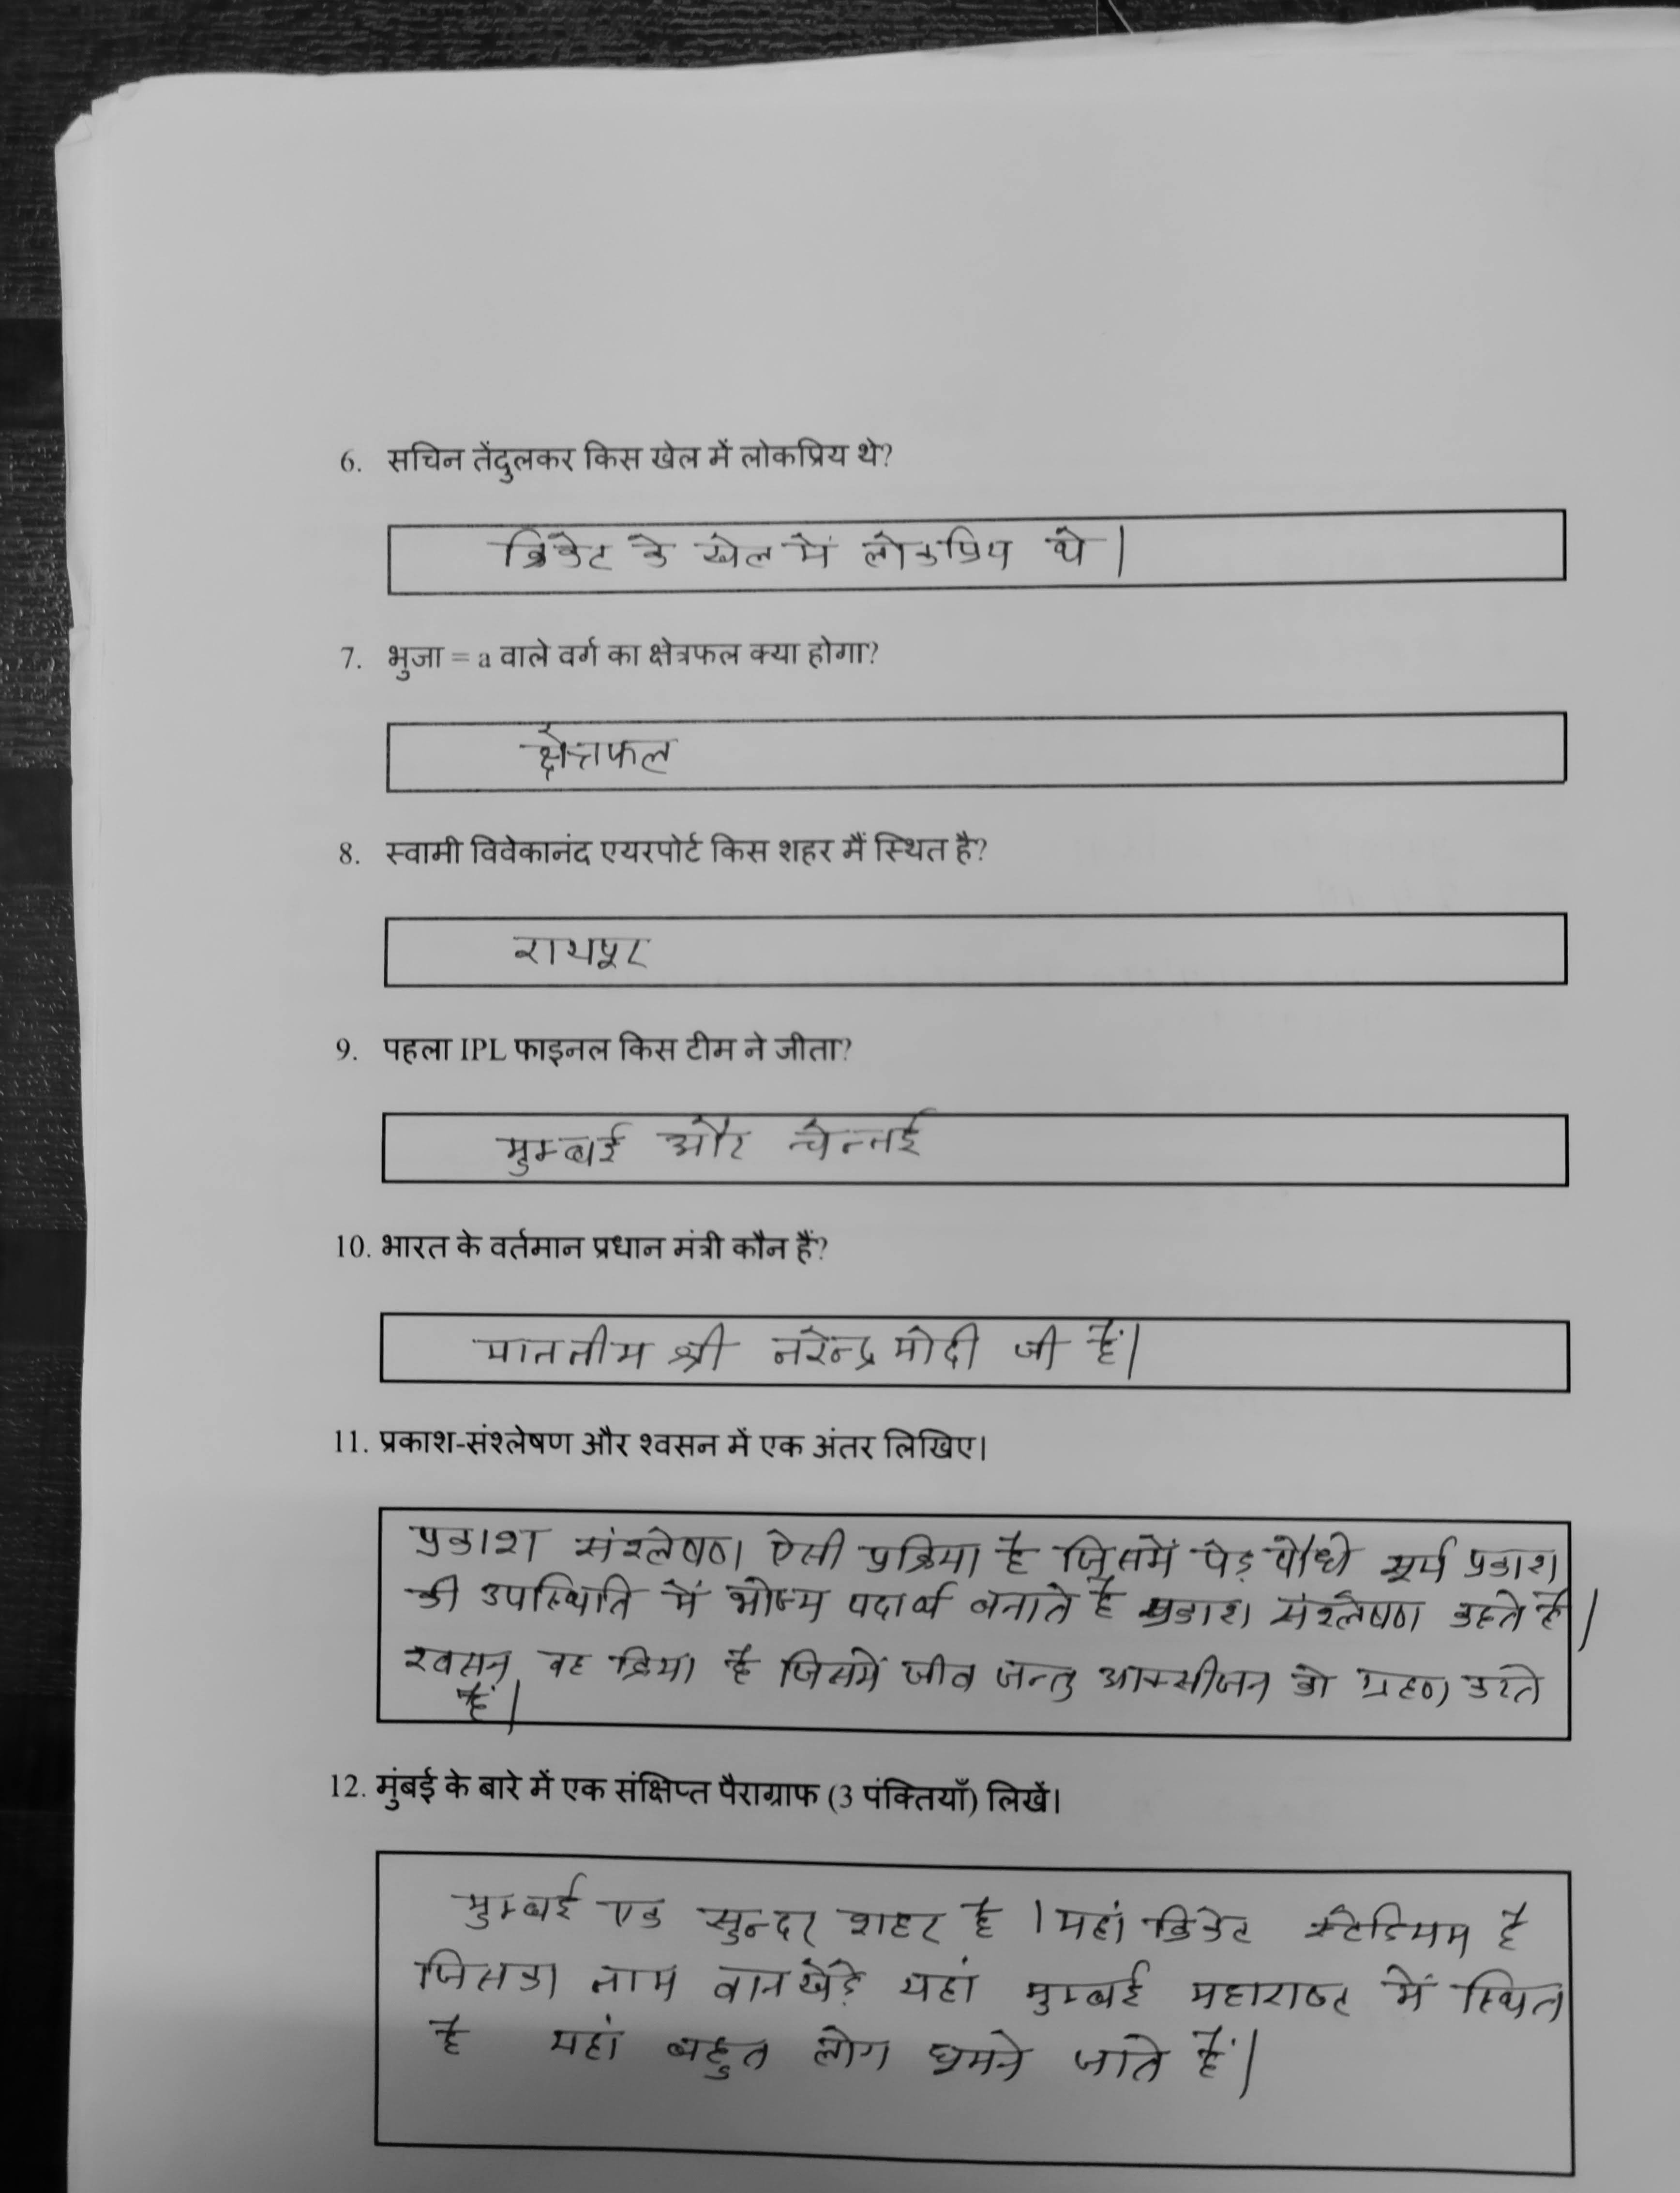 6. सचिन तेंदुलकर किस खेल में लोकप्रिय थे?
क्रिकेट के खेल में लोकप्रिय थे।
7. भुजा = a वाले वर्ग का क्षेत्रफल क्या होगा?
क्षेत्रफल
8. स्वामी विवेकानंद एयरपोर्ट किस शहर मैं स्थित है?
रायपूर
9. पहला IPL फाइनल किस टीम ने जीता?
मुम्बई और चेन्नई
10. भारत के वर्तमान प्रधान मंत्री कौन हैं?
माननीय श्री नरेन्द्र मोदी जी हैं।
11. प्रकाश-संश्लेषण और श्वसन में एक अंतर लिखिए।
प्रकाश संश्लेषण ऐसी प्रक्रिया है जिसमें पेड़ पौधे सूर्य प्रकाश
की उपस्थिति में भोज्य पदार्थ बनाते है प्रकाश संश्लेषण कहते है।
श्वसन वह क्रिया है जिसमें जीव जन्तु आक्सीजन को ग्रहण करते
हैं।
12. मुंबई के बारे में एक संक्षिप्त पैराग्राफ (3 पंक्तियाँ) लिखें।
मुम्बई एक सुन्दर शहर है । यहां क्रिकेट स्टेडियम है
जिसका नाम वानखेड़े यहां मुम्बई महाराष्ट में स्थित
है यहां बहुत लोग घुमने जाते हैं।